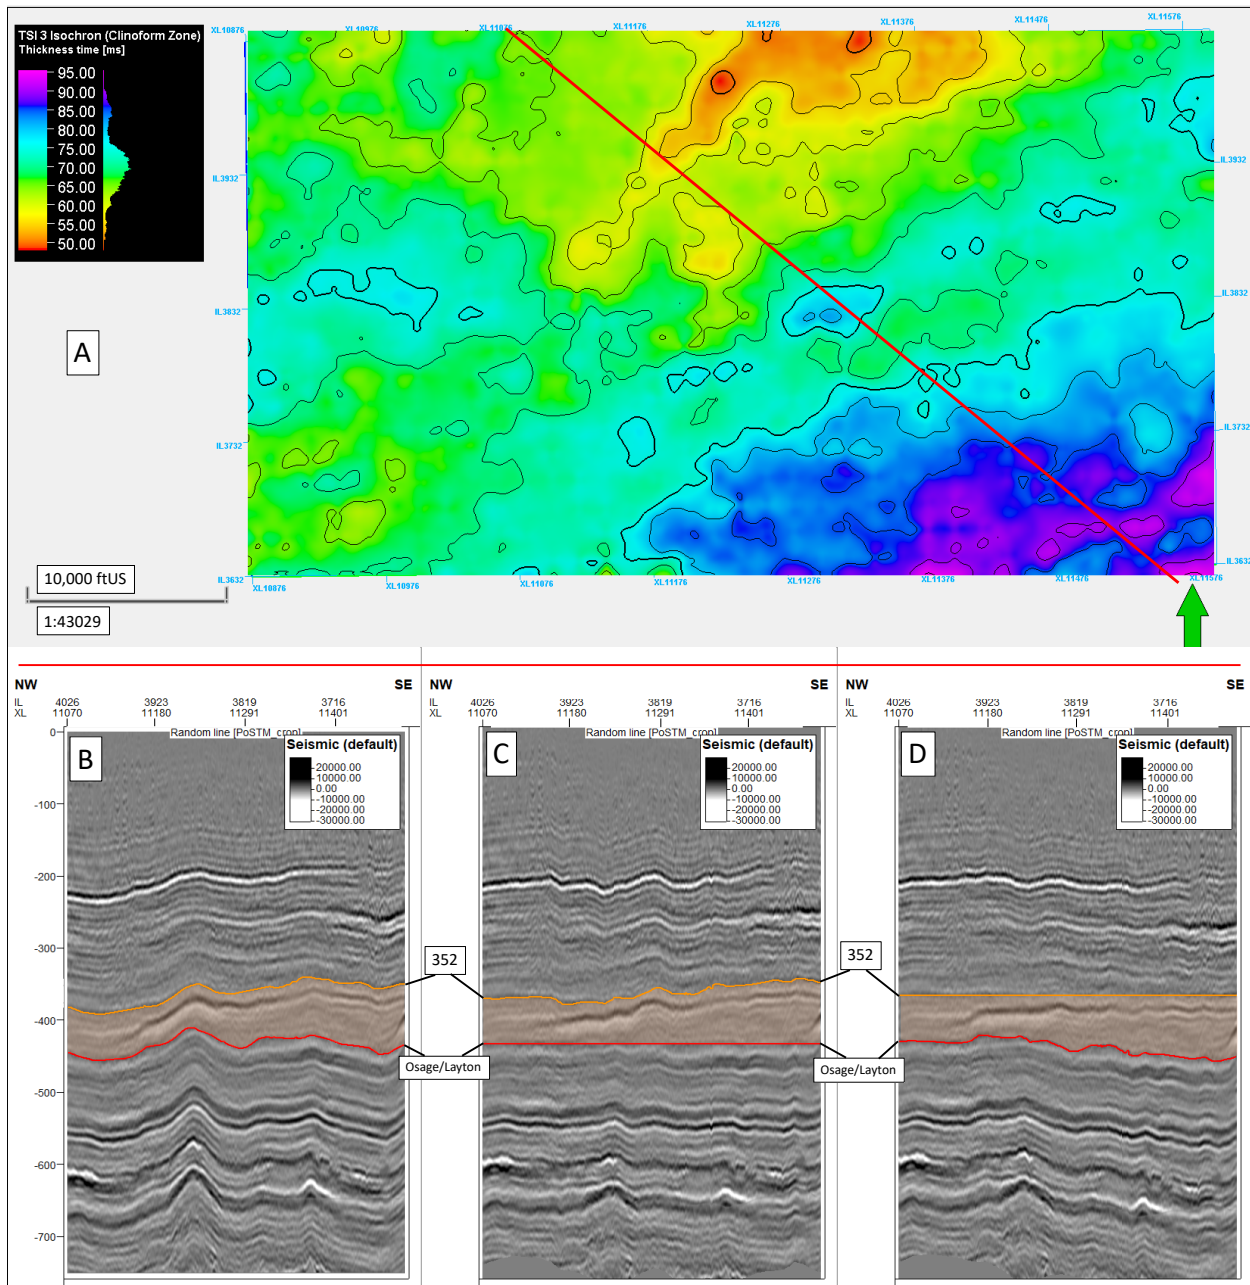 XL10876 XL10976 XL11076 XL11176 XL11276 XL11376 XL11476 XL11576
TSI 3 Isochron (Clinoform Zone)
Thickness time [ms]
95.00
90.00
85.00
80.00
75.00
70.00
65.00
60.00
55.00
50.00
IL3932 IL3932
IL3832 IL3832
A
IL3732 IL3732
IL3632 IL3632
XL10876 XL10976 XL11076 XL11176 XL11276 XL11376 XL11476 XL11576
10,000 ftUS
1:43029
NW SE NW SE NW SE
IL 4026 3923 3819 3716 4026 3923 3819 3716 IL 4026 3923 3819 3716
XL 11070 11180 11291 11401 11070 11180 11291 11401 XL 11070 11180 11291 11401
Random line [PoSTM_crop] Random line [PoSTM_crop] Random line [PoSTM_crop]
B C D
Seismic (default) Seismic (default) Seismic (default)
20000.00 20000.00 20000.00
10000.00 10000.00 10000.00
0.00 0.00 0.00
-10000.00 -10000.00 -10000.00
-20000.00 -20000.00 -20000.00
-30000.00 -30000.00 -30000.00
0
-100
-200
-300
-400
-500
-600
-700
352 352
Osage/Layton Osage/Layton